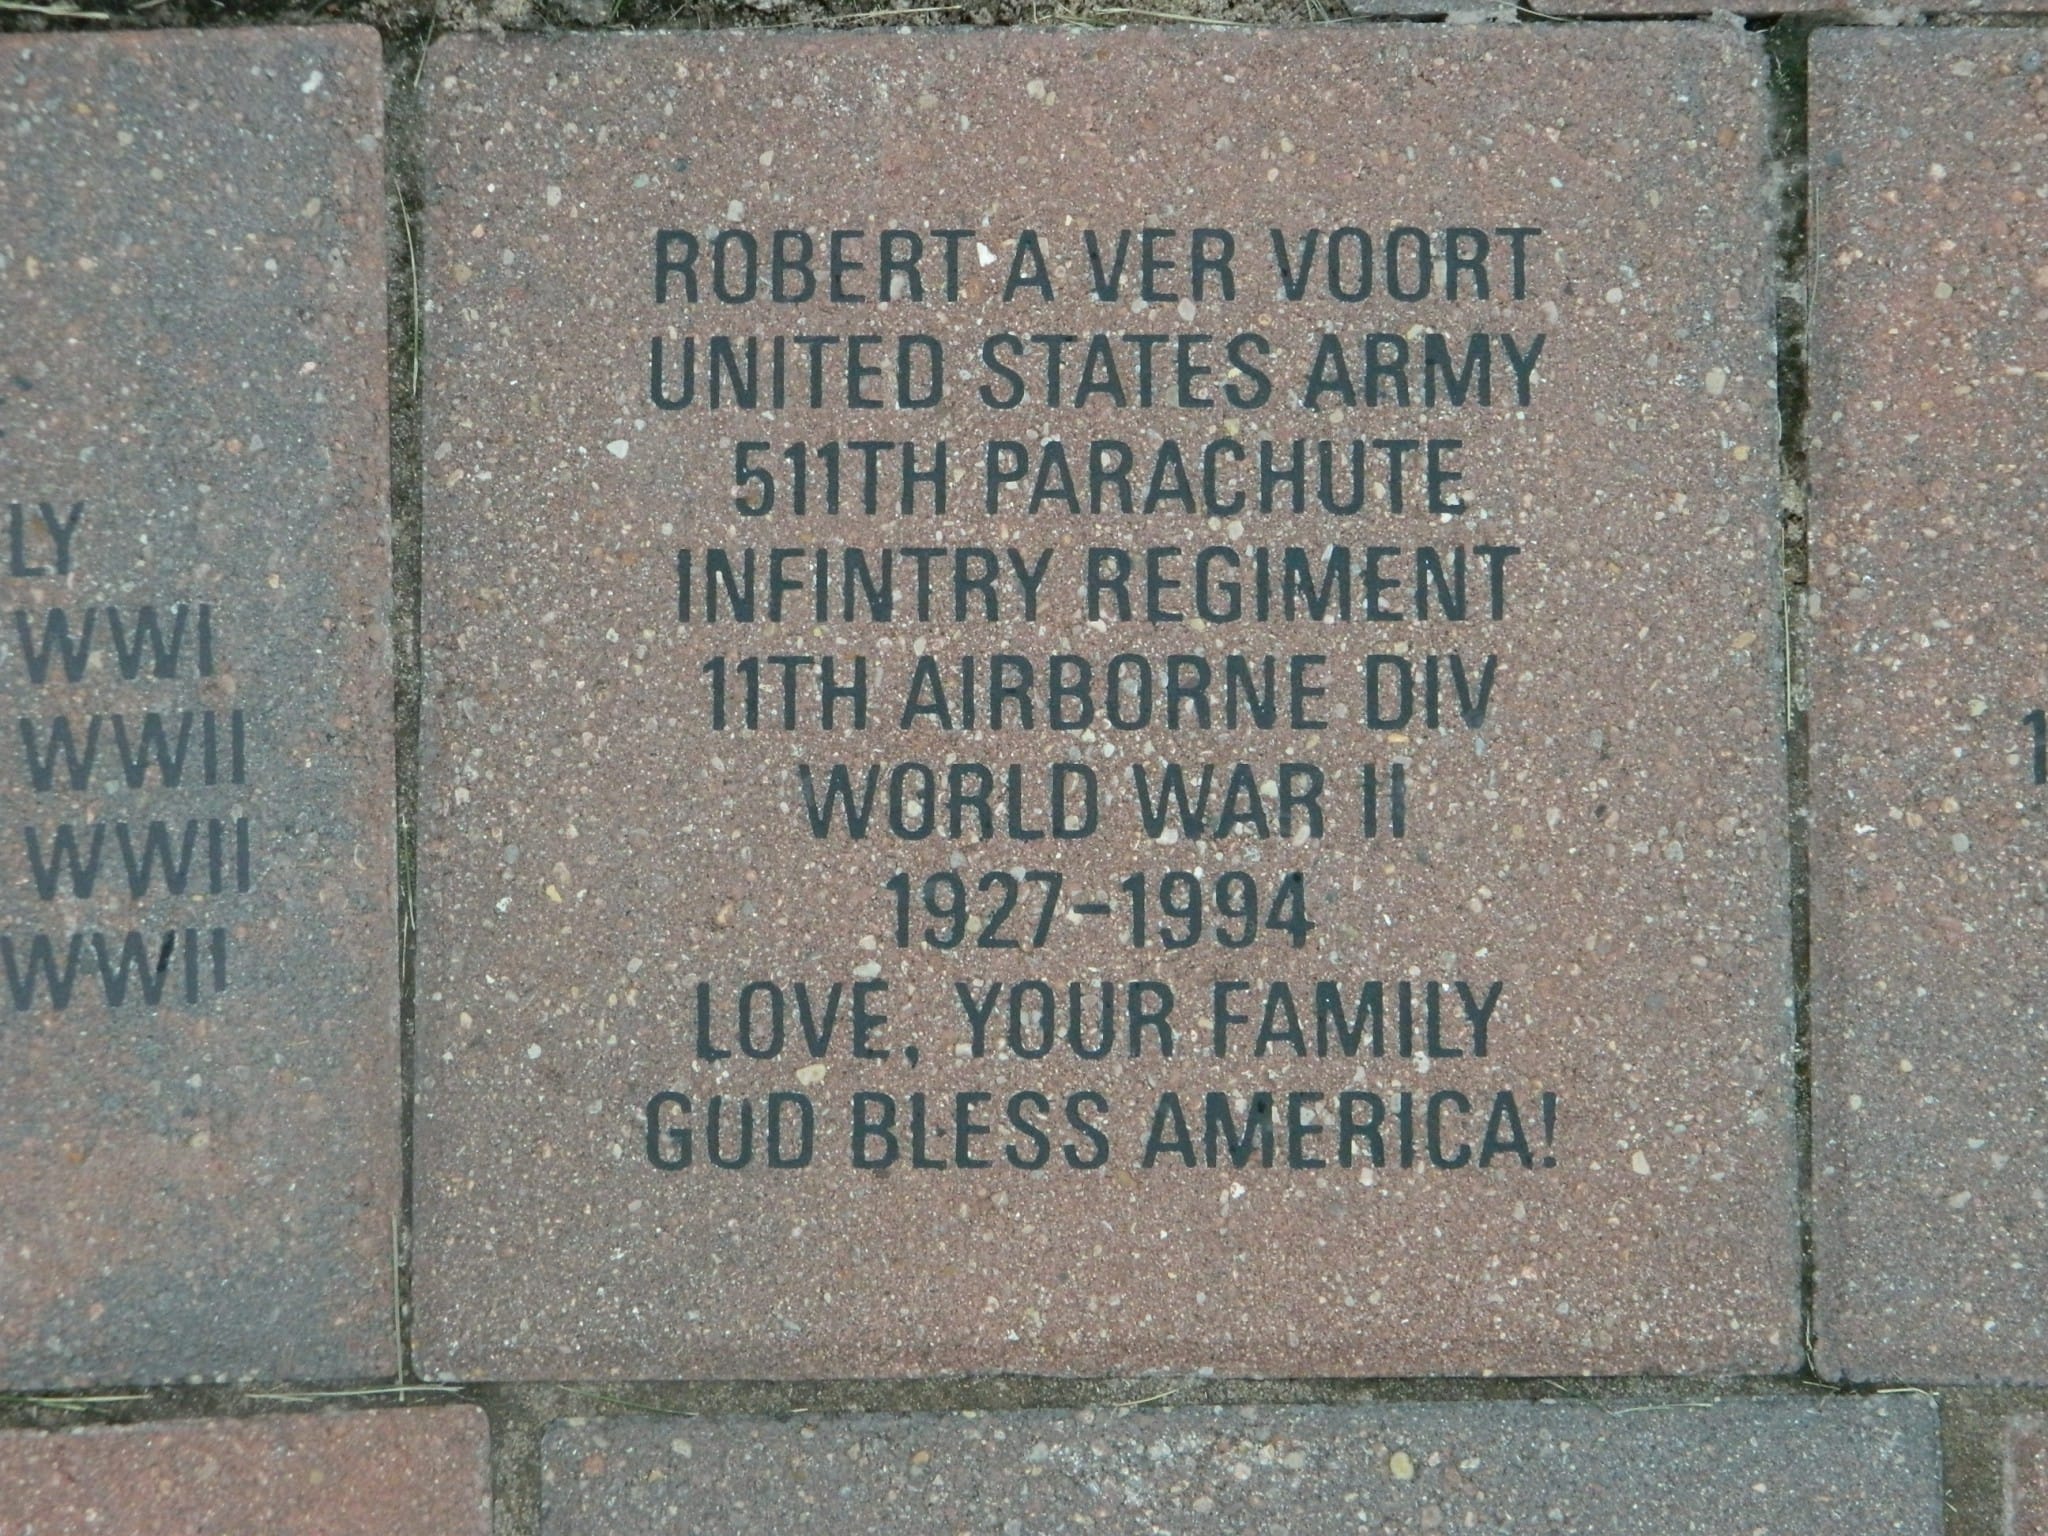 ROBERT A VER VOORT
UNITED STATES ARMY
511TH PARACHUTE
INFINTRY REGIMENT
11TH AIRBORNE DIV
WORLD WAR II
1927-1994
LOVE, YOUR FAMILY
GUD BLESS AMERICA!
LY
WWI
WWII
WWII
WWII
1